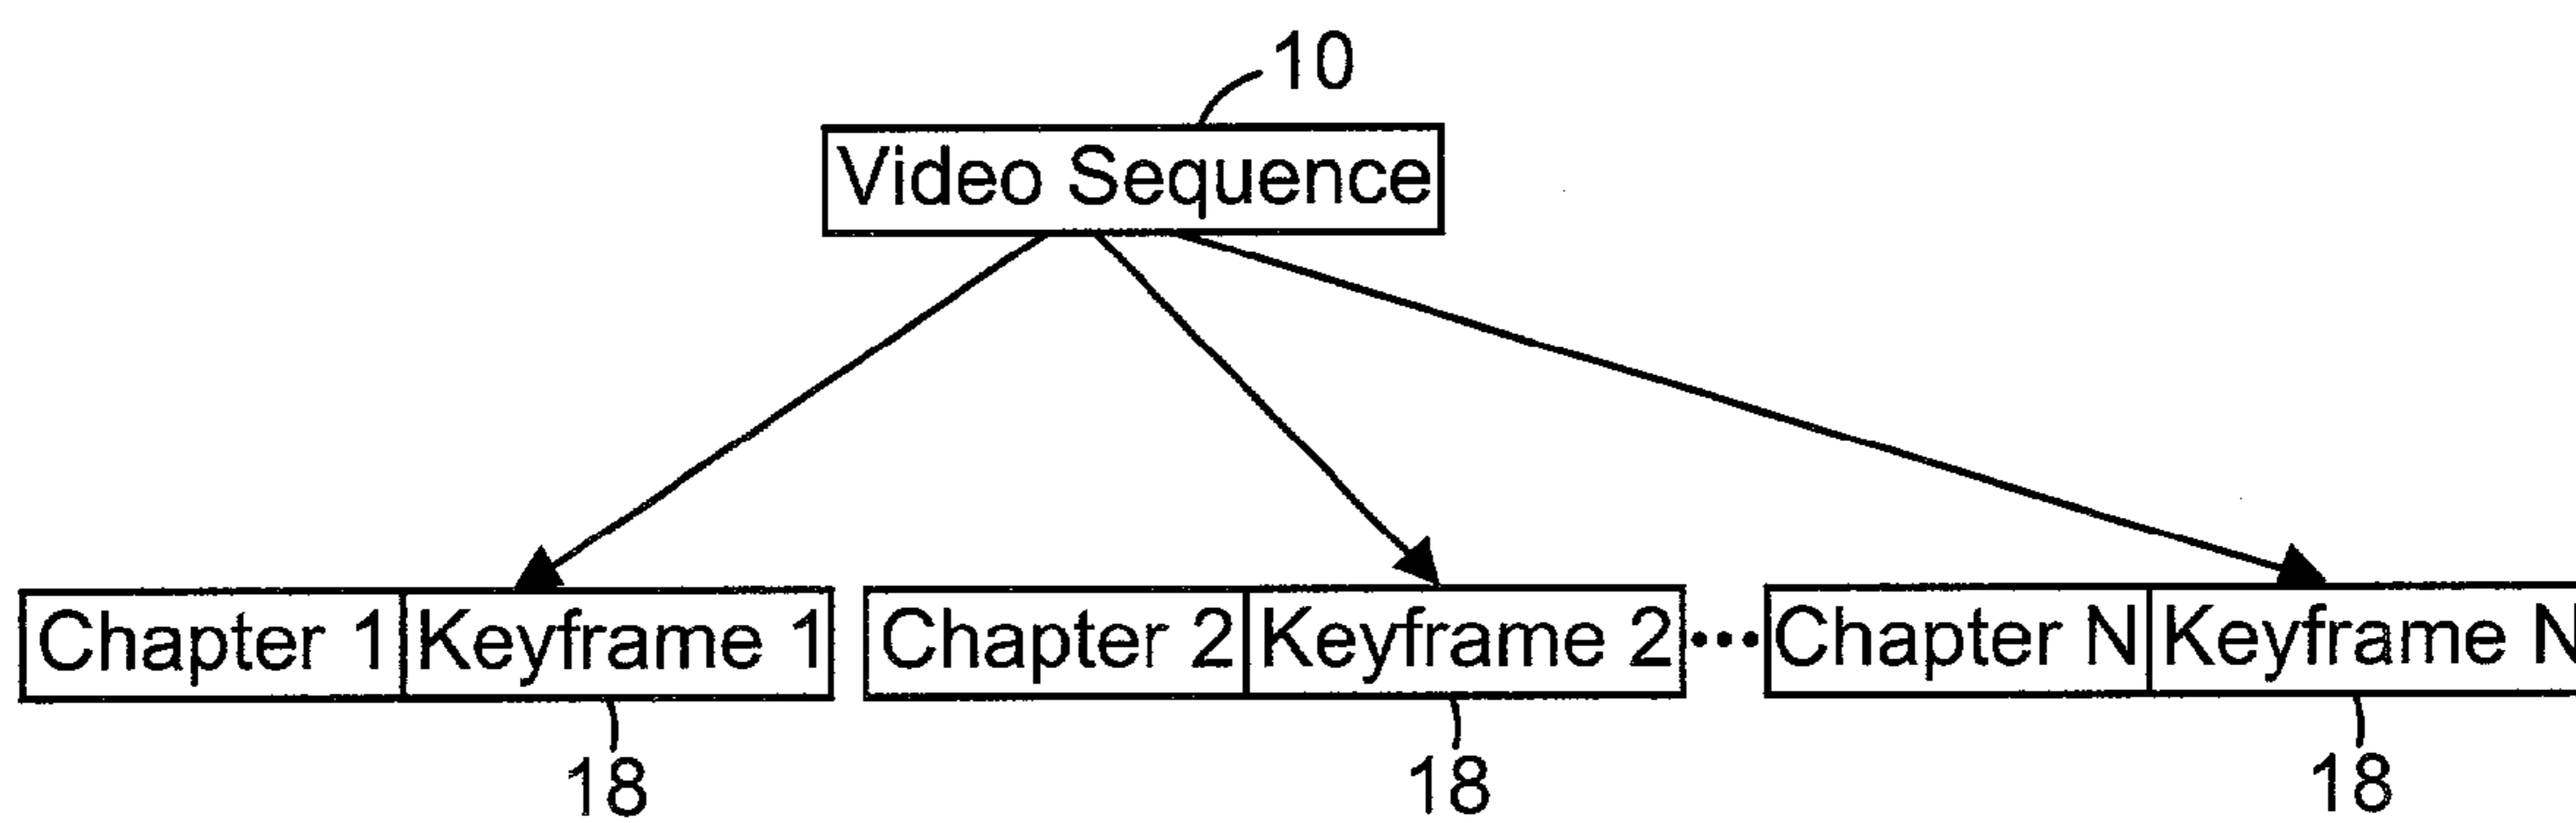 10
Video Sequence
Chapter 1 Keyframe 1 Chapter 2 Keyframe 2 ••• Chapter N Keyframe N
18 18 18